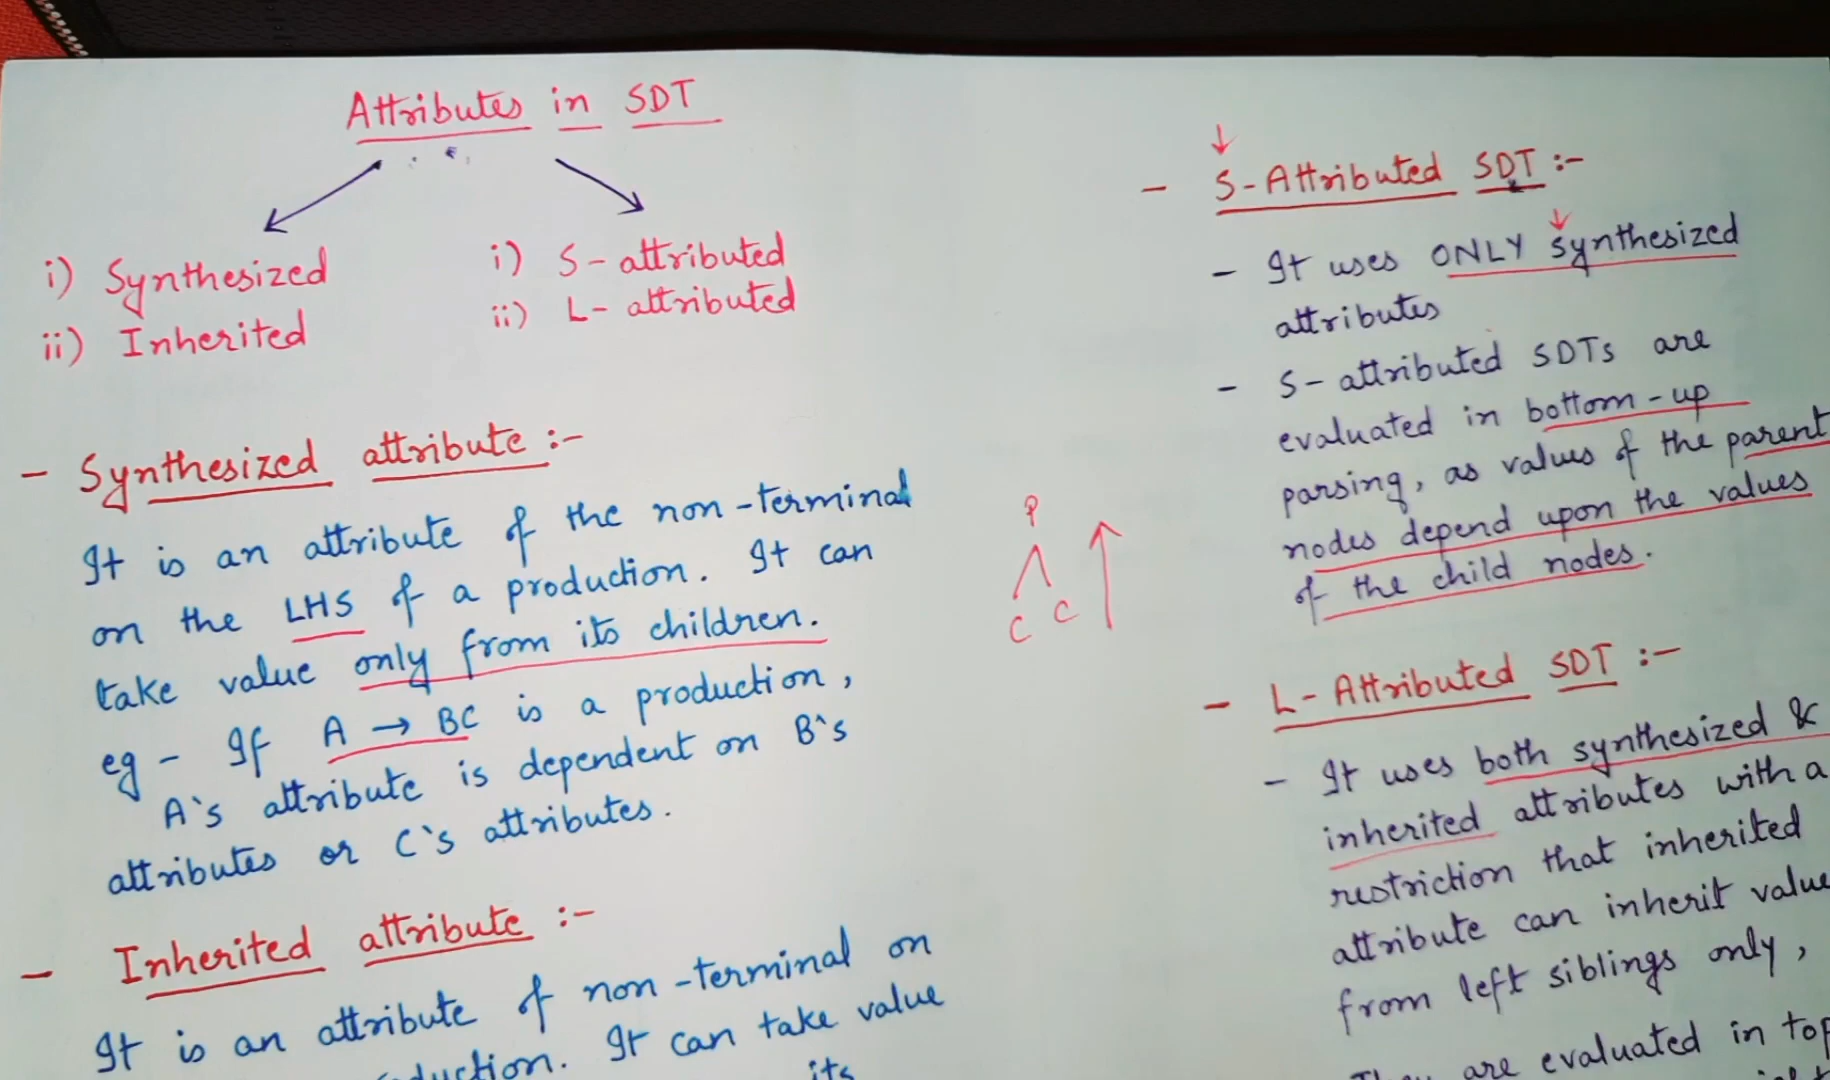 Attributes in SDT
i) Synthesized
ii) Inherited
i) S-attributed
ii) L-attributed
- Synthesized attribute :-
It is an attribute of the non-terminal
on the LHS of a production. It can
take value only from its children.
eg - If A → BC is a production,
A's attribute is dependent on B's
attributes or C's attributes.
- Inherited attribute :-
It is an attribute of non-terminal on
duction. It can take value
its
P
C C
- S-Attributed SDT :-
- It uses ONLY synthesized
attributes
- S-attributed SDTs are
evaluated in bottom-up
parsing, as values of the parent
nodes depend upon the values
of the child nodes.
- L-Attributed SDT :-
- It uses both synthesized &
inherited attributes with a
restriction that inherited
attribute can inherit value
from left siblings only,
They are evaluated in top